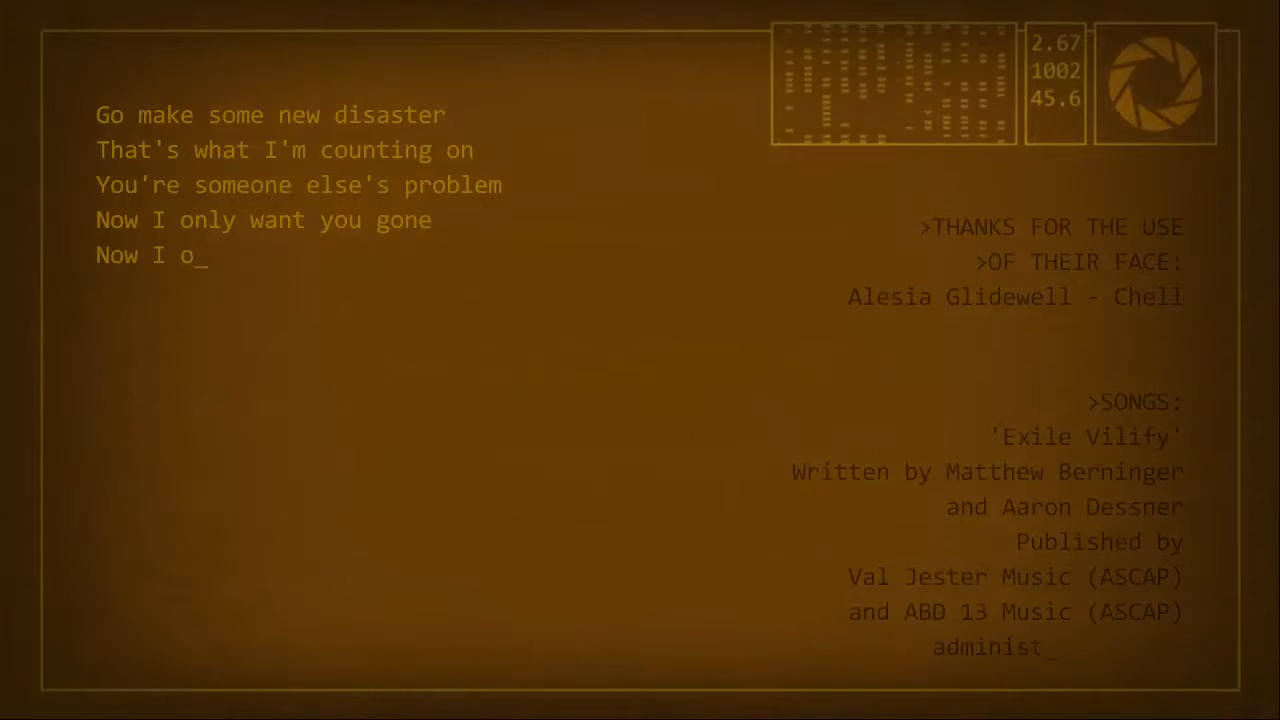 2.67
1002
45.6
Go make some new disaster
That's what I'm counting on
You're someone else's problem
Now I only want you gone
Now I o_
>THANKS FOR THE USE
>OF THEIR FACE:
Alesia Glidewell - Chell
>SONGS:
'Exile Vilify'
Written by Matthew Berninger
and Aaron Dessner
Published by
Val Jester Music (ASCAP)
and ABD 13 Music (ASCAP)
administ_